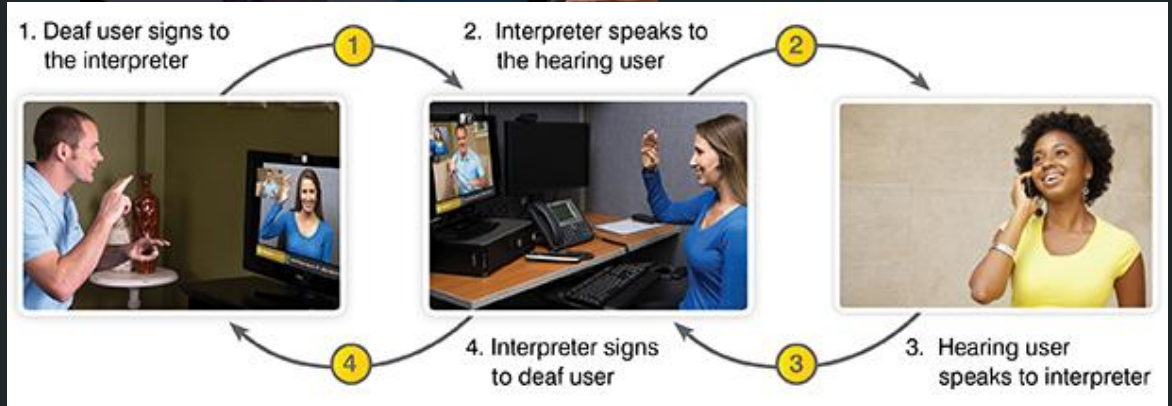 1. Deaf user signs to
the interpreter
1
2. Interpreter speaks to
the hearing user
2
4
4. Interpreter signs
to deaf user
3
3. Hearing user
speaks to interpreter